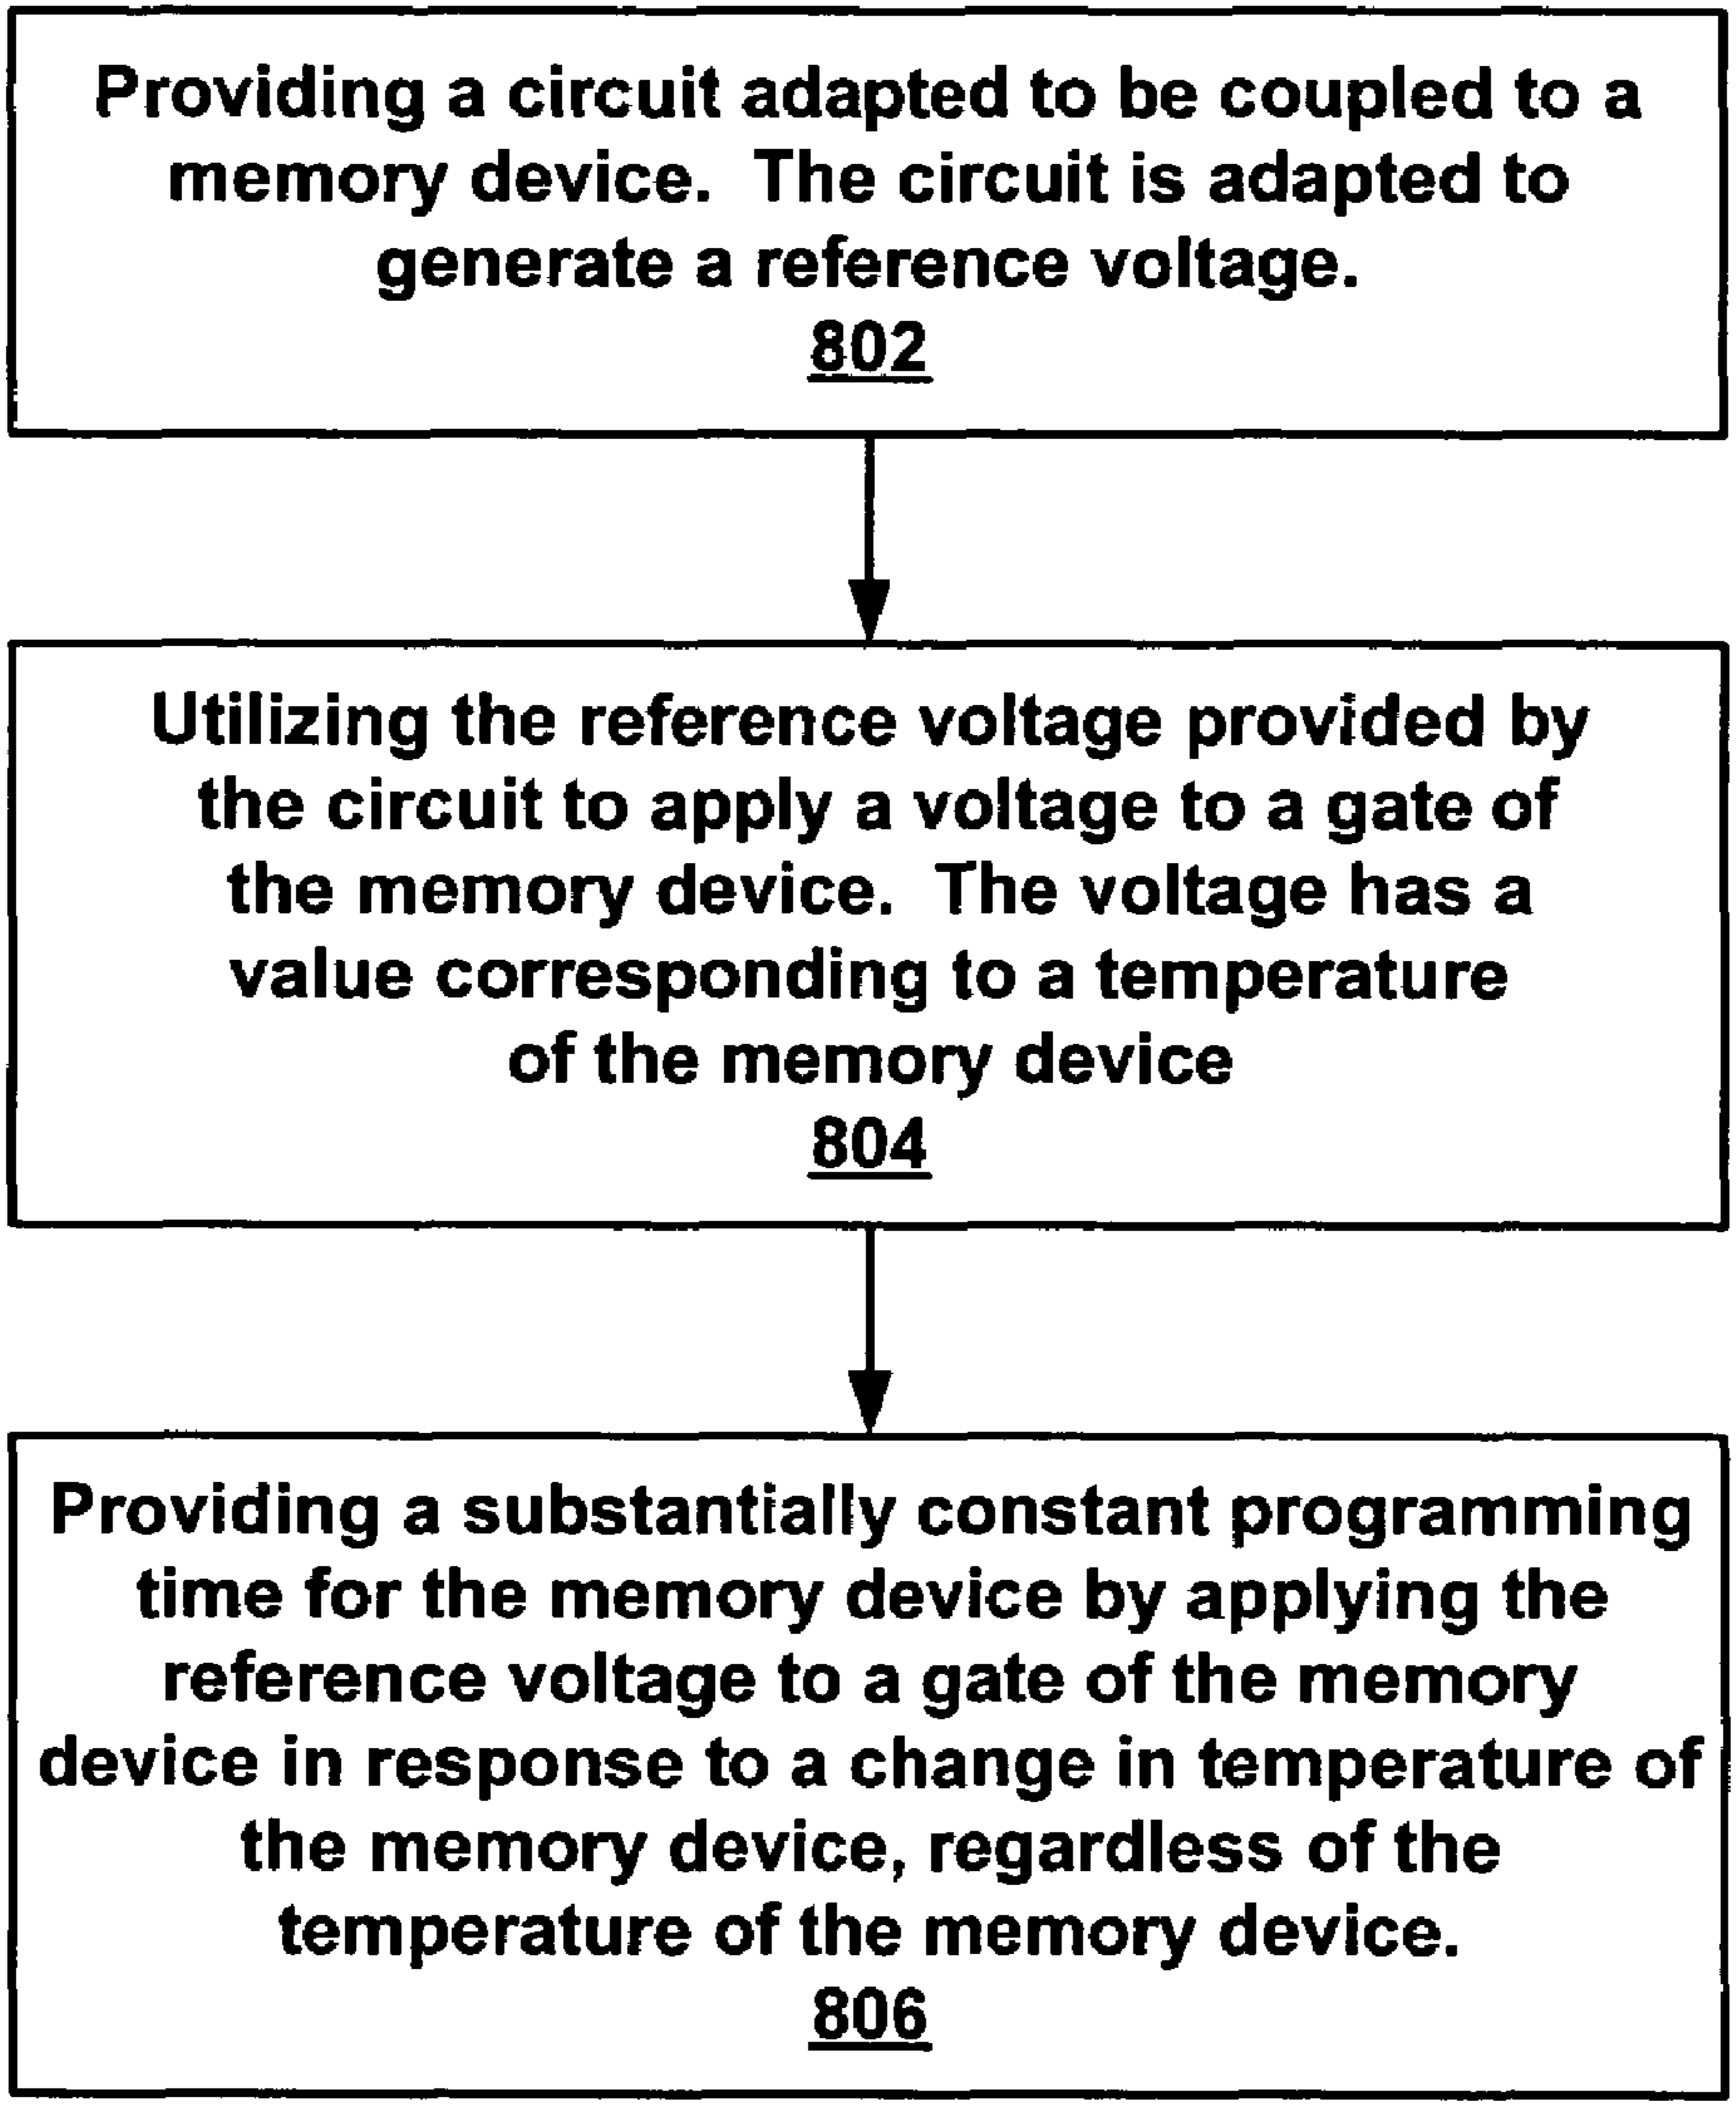 Providing a circuit adapted to be coupled to a
memory device. The circuit is adapted to
generate a reference voltage.
802
Utilizing the reference voltage provided by
the circuit to apply a voltage to a gate of
the memory device. The voltage has a
value corresponding to a temperature
of the memory device
804
Providing a substantially constant programming
time for the memory device by applying the
reference voltage to a gate of the memory
device in response to a change in temperature of
the memory device, regardless of the
temperature of the memory device.
806